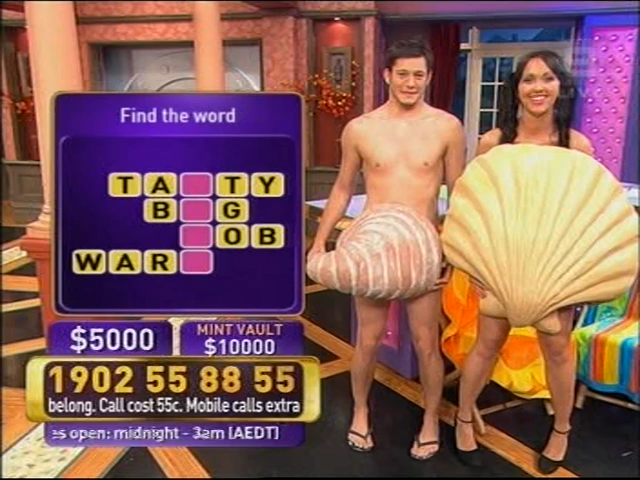 Find the word
TA TY
B G
OB
WAR
$5000
MINT VAULT
$10000
1902 55 88 55
belong. Call cost 55c. Mobile calls extra
es open: midnight - 3am (AEDT)